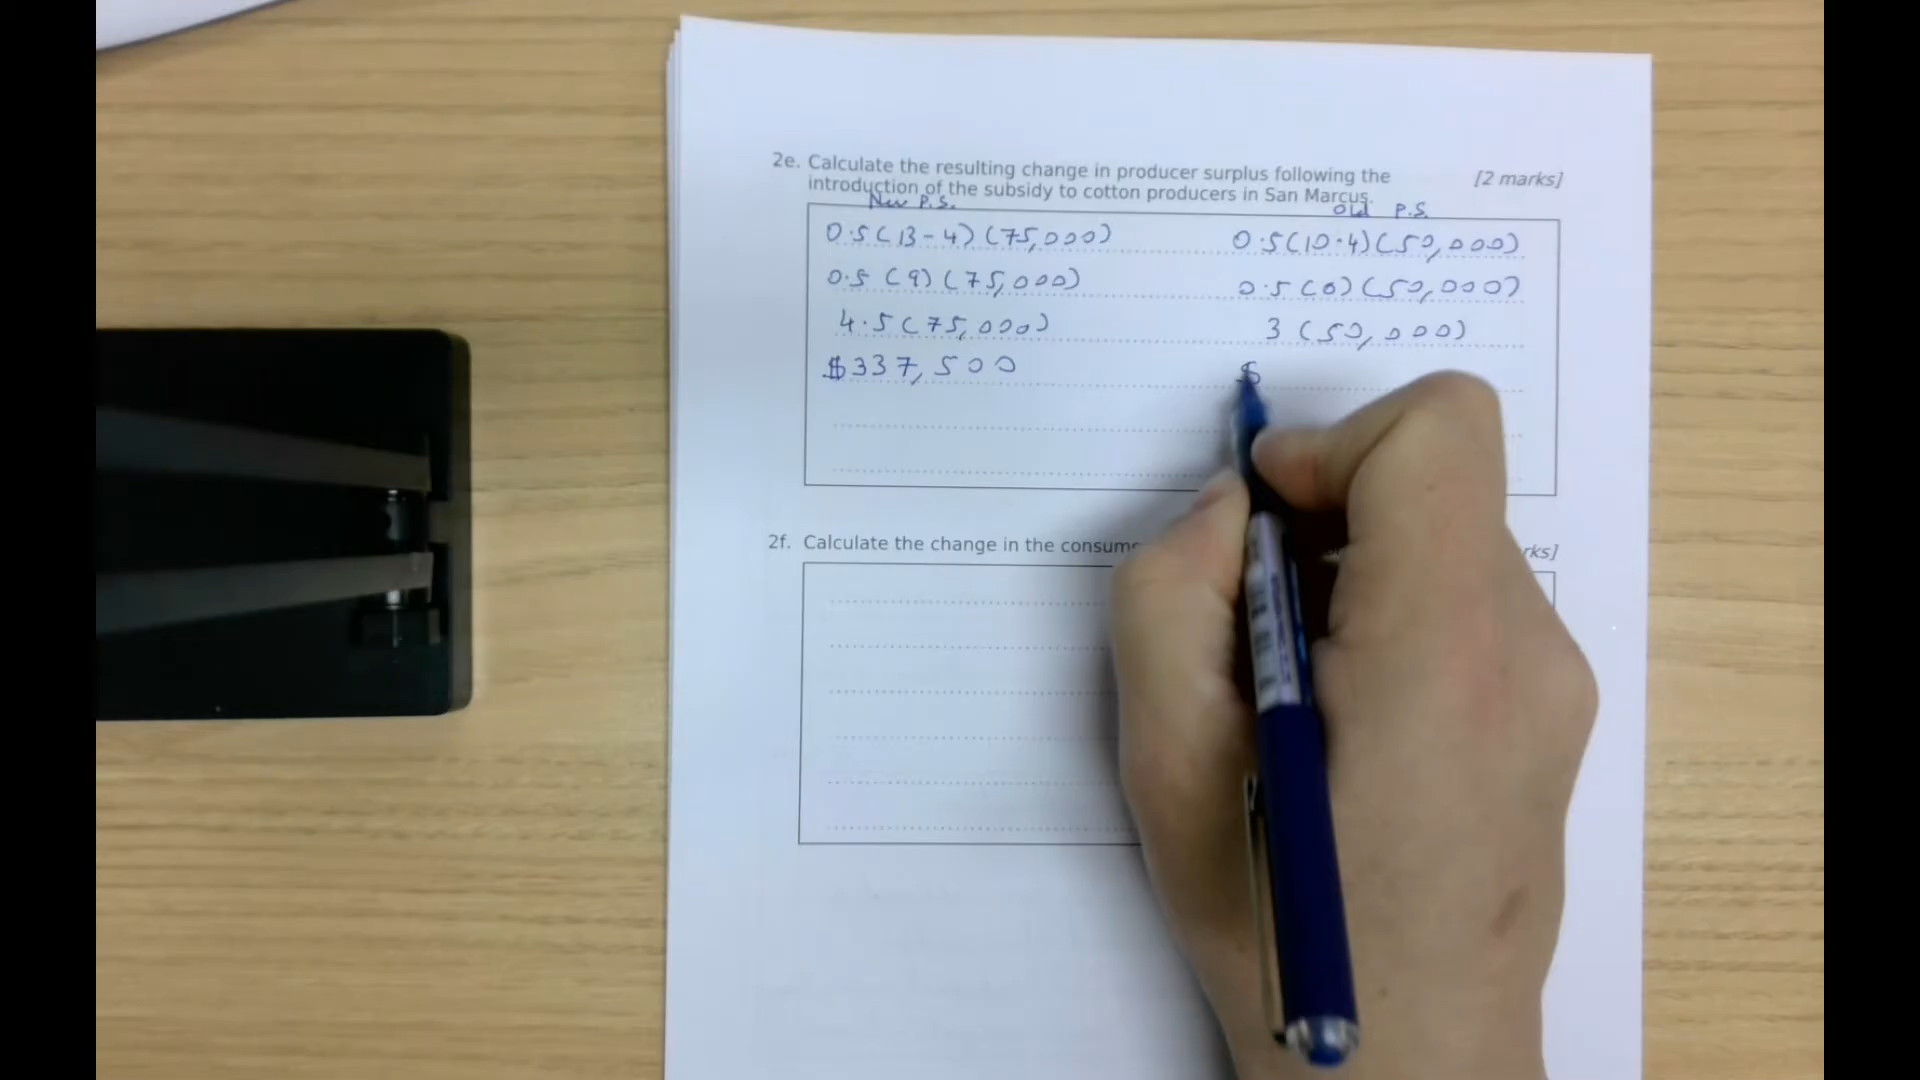 2e. Calculate the resulting change in producer surplus following the [2 marks]
introduction of the subsidy to cotton producers in San Marcus.
New P.S. Old P.S.
0.5(13-4)(75,000) 0.5(10-4)(50,000)
0.5(9)(75,000) 0.5(6)(50,000)
4.5(75,000) 3(50,000)
$337,500 $
2f. Calculate the change in the rks]